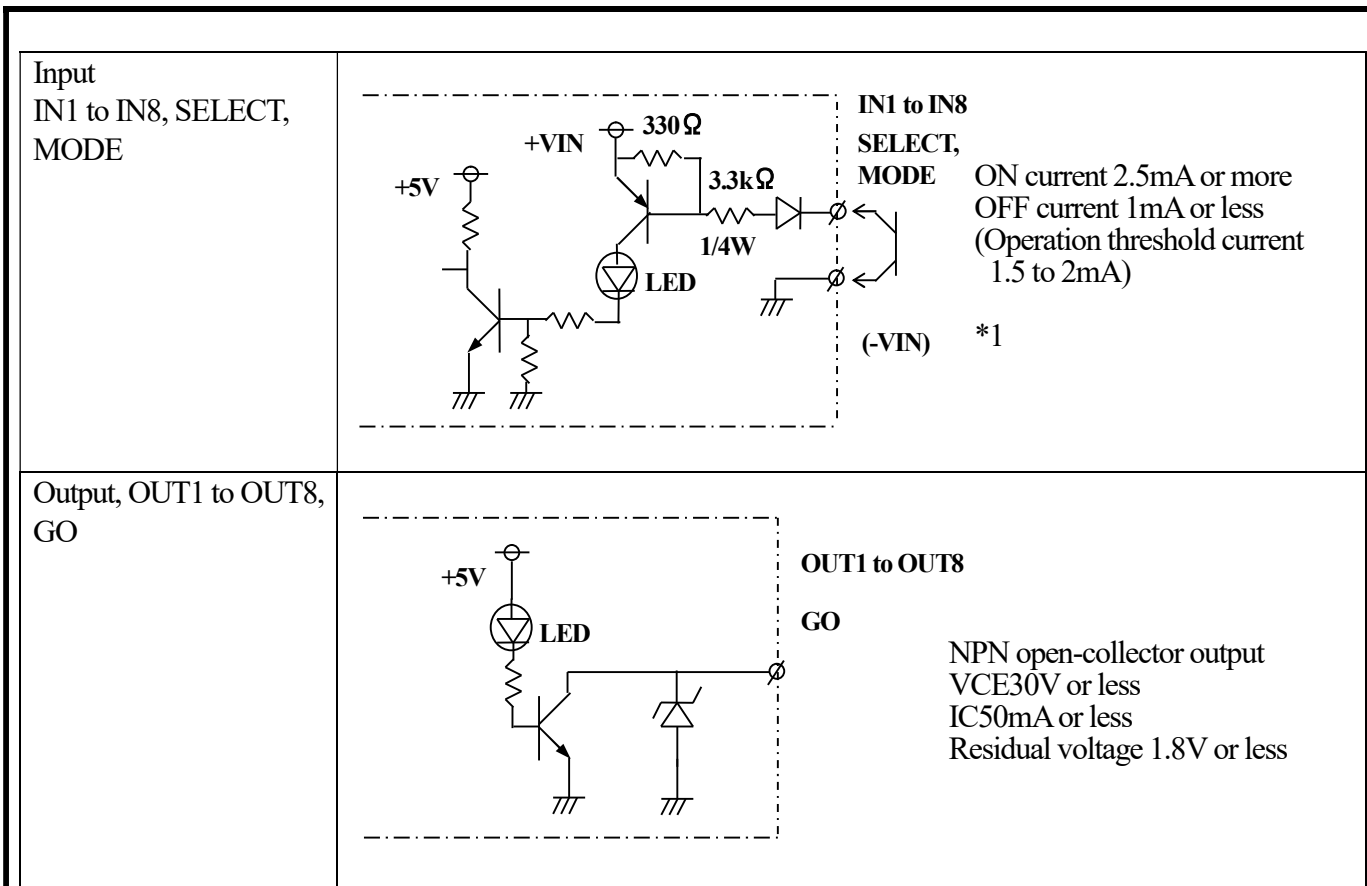 Input
IN1 to IN8, SELECT,
MODE
+VIN
330Ω
+5V
3.3kΩ
1/4W
LED
IN1 to IN8
SELECT,
MODE
(-VIN)
ON current 2.5mA or more
OFF current 1mA or less
(Operation threshold current
1.5 to 2mA)
*1
Output, OUT1 to OUT8,
GO
+5V
LED
OUT1 to OUT8
GO
NPN open-collector output
VCE30V or less
IC50mA or less
Residual voltage 1.8V or less